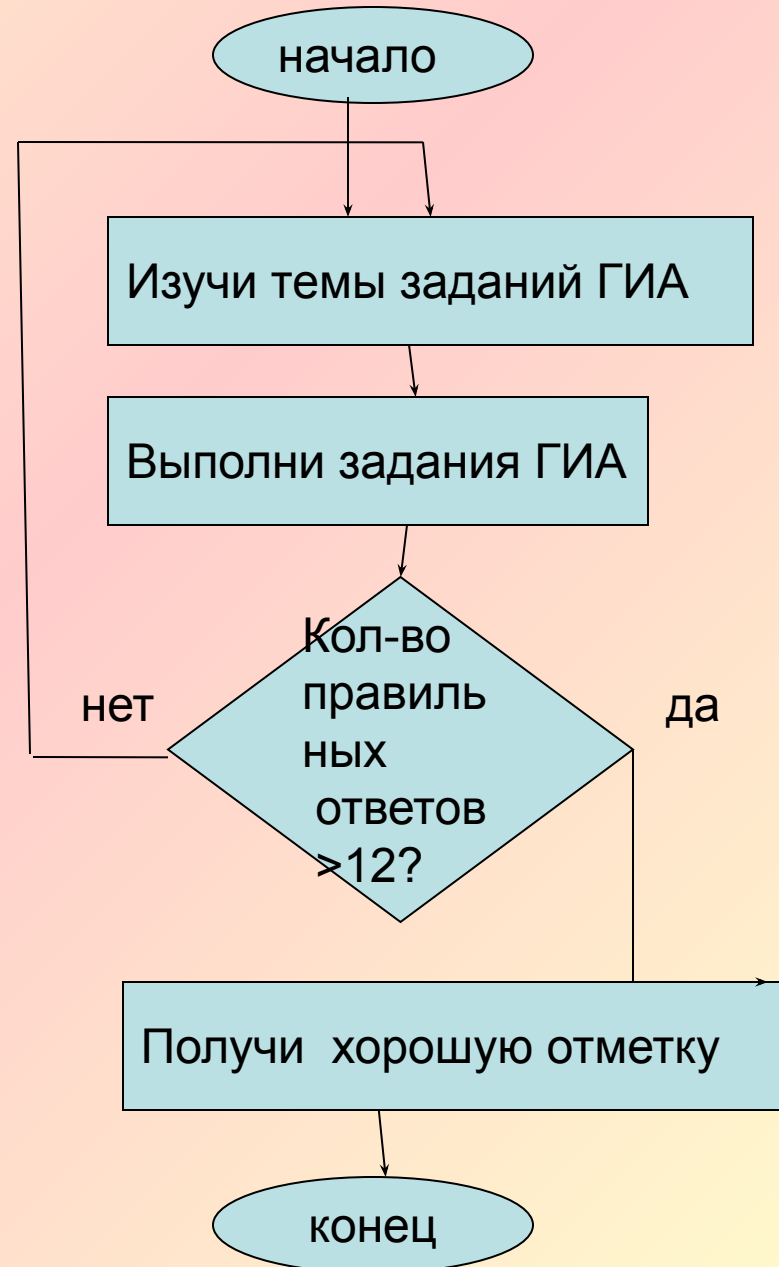 начало
Изучи темы заданий ГИА
Выполни задания ГИА
Кол-во
правиль
ных
ответов
>12?
нет
да
Получи хорошую отметку
конец